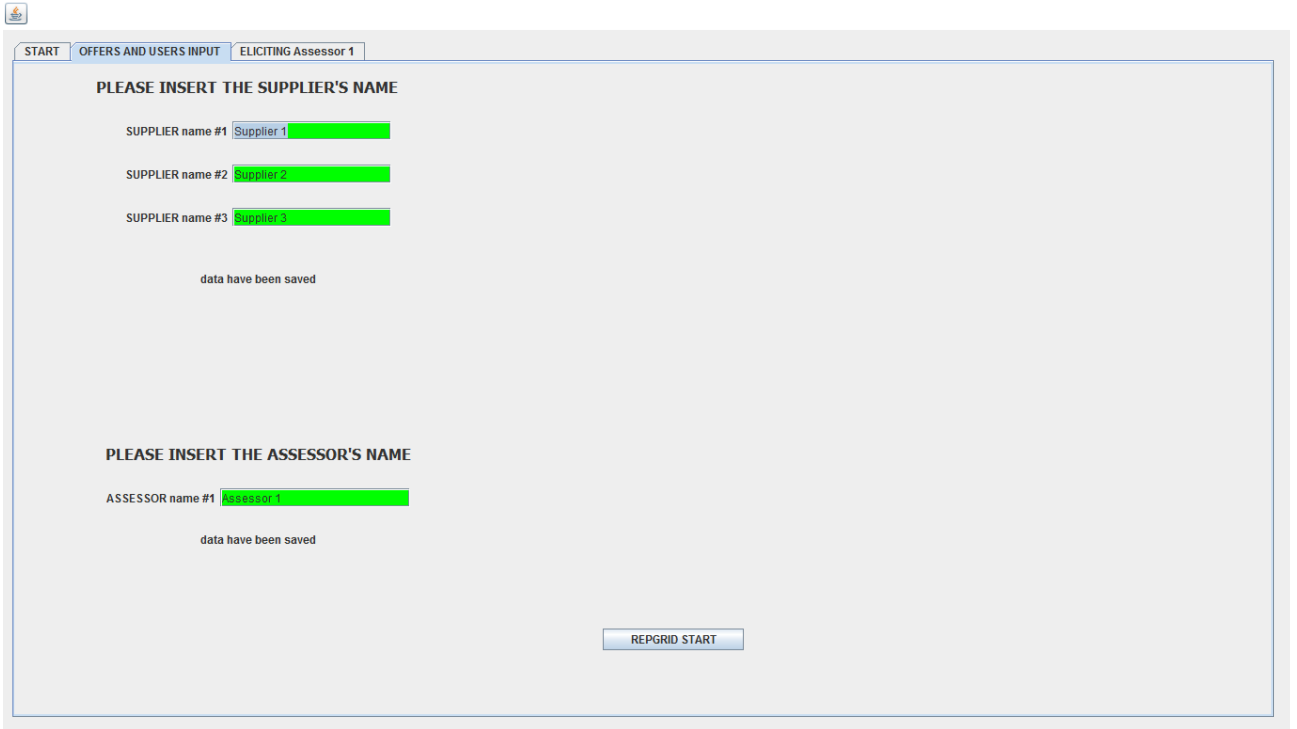 START OFFERS AND USERS INPUT ELICITING Assessor 1
PLEASE INSERT THE SUPPLIER'S NAME
SUPPLIER name #1 Supplier 1
SUPPLIER name #2 Supplier 2
SUPPLIER name #3 Supplier 3
data have been saved
PLEASE INSERT THE ASSESSOR'S NAME
ASSESSOR name #1 Assessor 1
data have been saved
REPGRID START